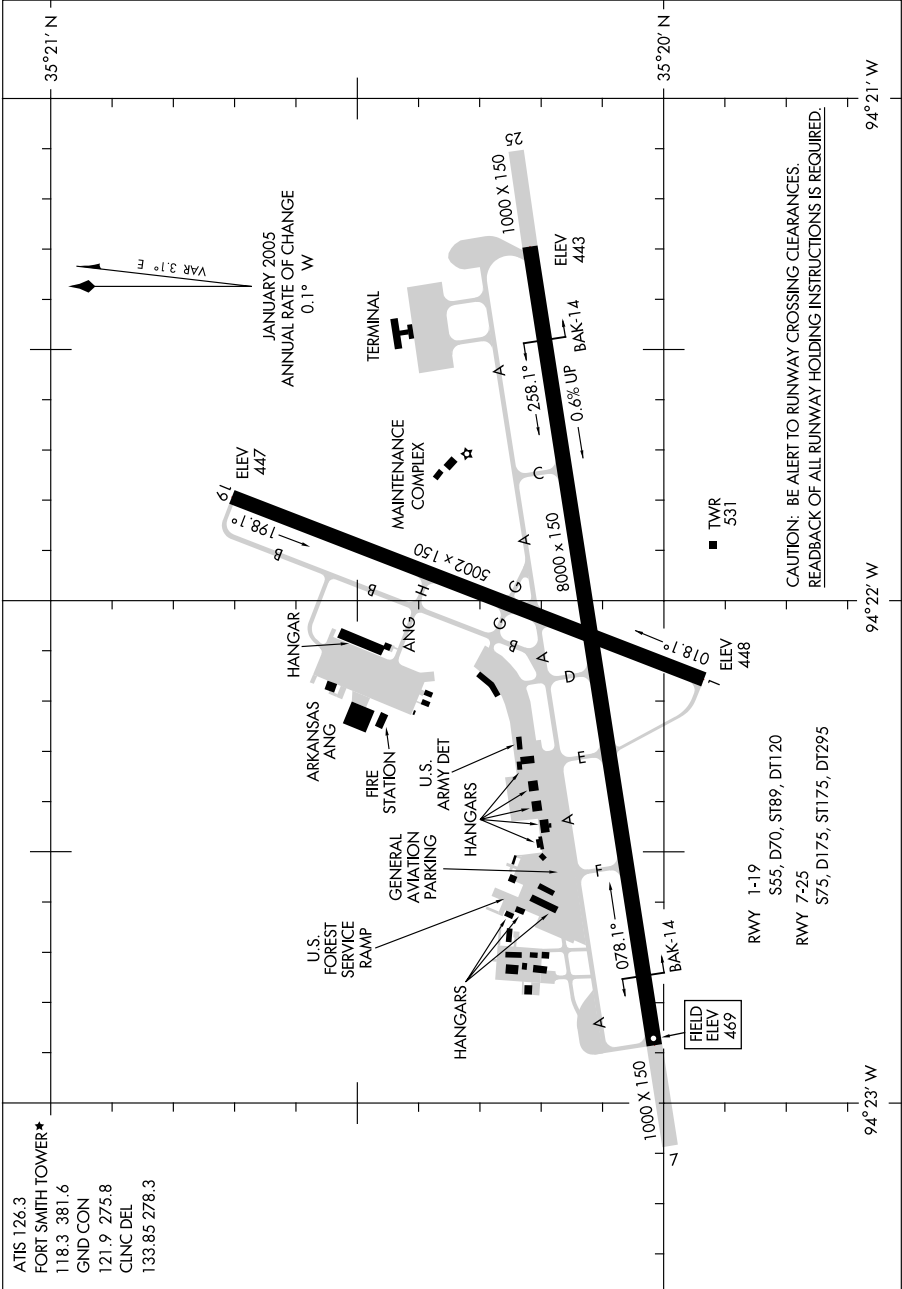 ATIS 126.3
FORT SMITH TOWER★
118.3 381.6
GND CON
121.9 275.8
CLNC DEL
133.85 278.3
35°21' N
35°20' N
94°21' W
94°22' W
94°23' W
VAR 3.1° E
JANUARY 2005
ANNUAL RATE OF CHANGE
0.1° W
TERMINAL
MAINTENANCE
COMPLEX
19
ELEV
447
198.1°
B
B
H
5002 x 150
G
G
B
HANGAR
ANG
ARKANSAS
ANG
FIRE
STATION
U.S.
ARMY DET
HANGARS
GENERAL
AVIATION
PARKING
U.S.
FOREST
SERVICE
RAMP
HANGARS
1000 X 150
25
ELEV
443
A
BAK-14
258.1°
0.6% UP
C
A
8000 x 150
A
D
E
A
F
078.1°
BAK-14
A
FIELD
ELEV
469
1000 X 150
7
018.1°
1
ELEV
448
TWR
531
RWY 1-19
S55, D70, ST89, DT120
RWY 7-25
S75, D175, ST175, DT295
CAUTION: BE ALERT TO RUNWAY CROSSING CLEARANCES.
READBACK OF ALL RUNWAY HOLDING INSTRUCTIONS IS REQUIRED.